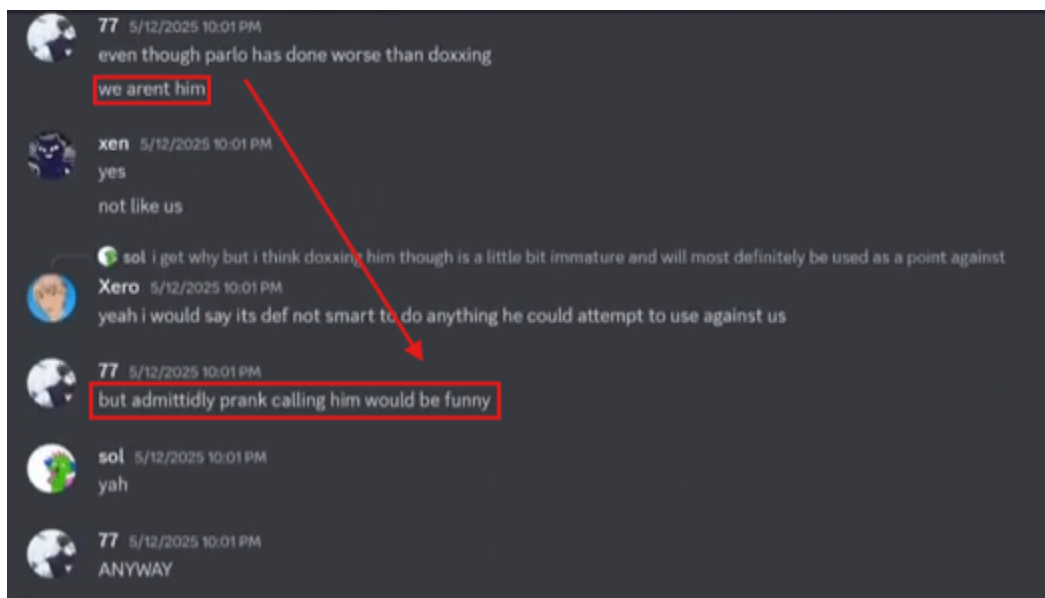 77 5/12/2025 10:01 PM
even though parlo has done worse than doxxing
we arent him
xen 5/12/2025 10:01 PM
yes
not like us
sol i get why but i think doxxing him though is a little bit immature and will most definitely be used as a point against
Xero 5/12/2025 10:01 PM
yeah i would say its def not smart to do anything he could attempt to use against us
77 5/12/2025 10:01 PM
but admittidly prank calling him would be funny
sol 5/12/2025 10:01 PM
yah
77 5/12/2025 10:01 PM
ANYWAY